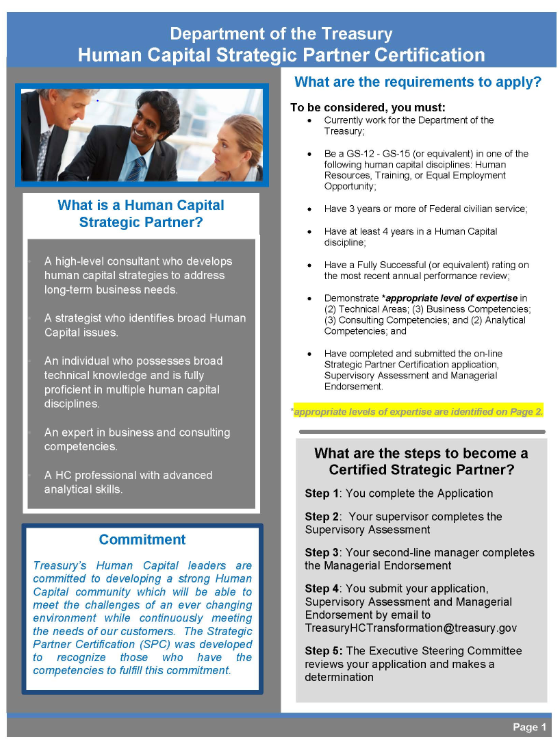 Department of the Treasury
Human Capital Strategic Partner Certification
What is a Human Capital
Strategic Partner?
A high-level consultant who develops
human capital strategies to address
long-term business needs.
A strategist who identifies broad Human
Capital issues.
An individual who possesses broad
technical knowledge and is fully
proficient in multiple human capital
disciplines.
An expert in business and consulting
competencies.
A HC professional with advanced
analytical skills.
Commitment
Treasury's Human Capital leaders are
committed to developing a strong Human
Capital community which will be able to
meet the challenges of an ever changing
environment while continuously meeting
the needs of our customers. The Strategic
Partner Certification (SPC) was developed
to recognize those who have the
competencies to fulfill this commitment.
What are the requirements to apply?
To be considered, you must:
• Currently work for the Department of the
Treasury;
• Be a GS-12 - GS-15 (or equivalent) in one of the
following human capital disciplines: Human
Resources, Training, or Equal Employment
Opportunity;
• Have 3 years or more of Federal civilian service;
• Have at least 4 years in a Human Capital
discipline;
• Have a Fully Successful (or equivalent) rating on
the most recent annual performance review;
• Demonstrate *appropriate level of expertise in
(2) Technical Areas; (3) Business Competencies;
(3) Consulting Competencies; and (2) Analytical
Competencies; and
• Have completed and submitted the on-line
Strategic Partner Certification application,
Supervisory Assessment and Managerial
Endorsement.
*appropriate levels of expertise are identified on Page 2.
What are the steps to become a
Certified Strategic Partner?
Step 1: You complete the Application
Step 2: Your supervisor completes the
Supervisory Assessment
Step 3: Your second-line manager completes
the Managerial Endorsement
Step 4: You submit your application,
Supervisory Assessment and Managerial
Endorsement by email to
TreasuryHCTransformation@treasury.gov
Step 5: The Executive Steering Committee
reviews your application and makes a
determination
Page 1